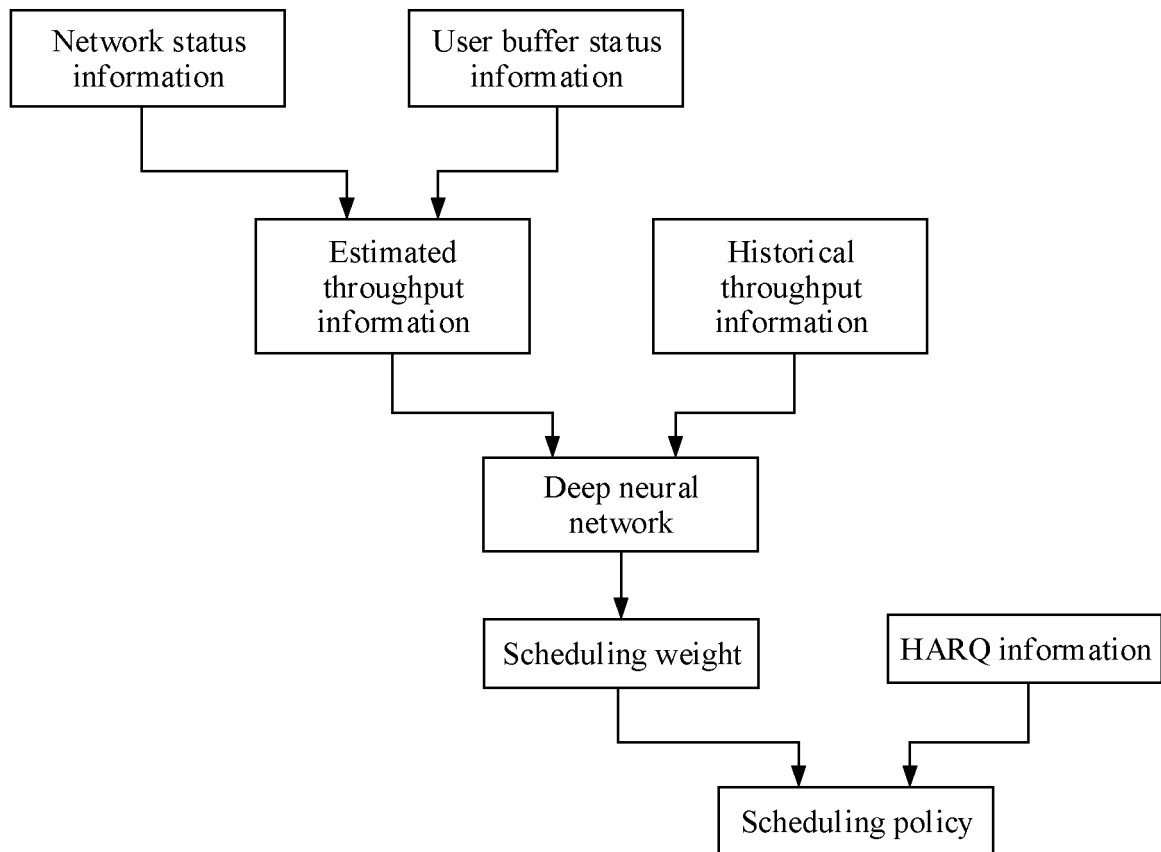 Network status
information
User buffer status
information
Estimated
throughput
information
Historical
throughput
information
Deep neural
network
Scheduling weight
HARQ information
Scheduling policy